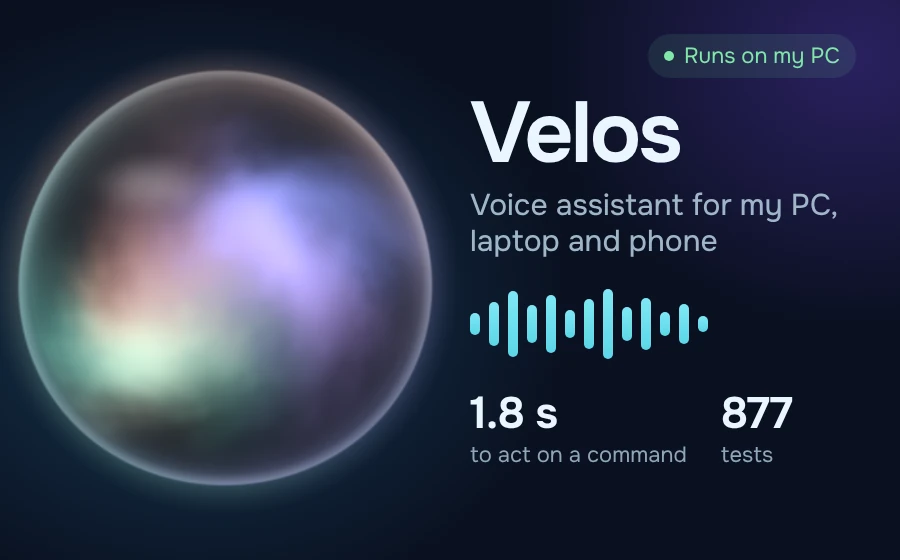 Runs on my PC
Velos
Voice assistant for my PC,
laptop and phone
1.8 s
to act on a command
877
tests